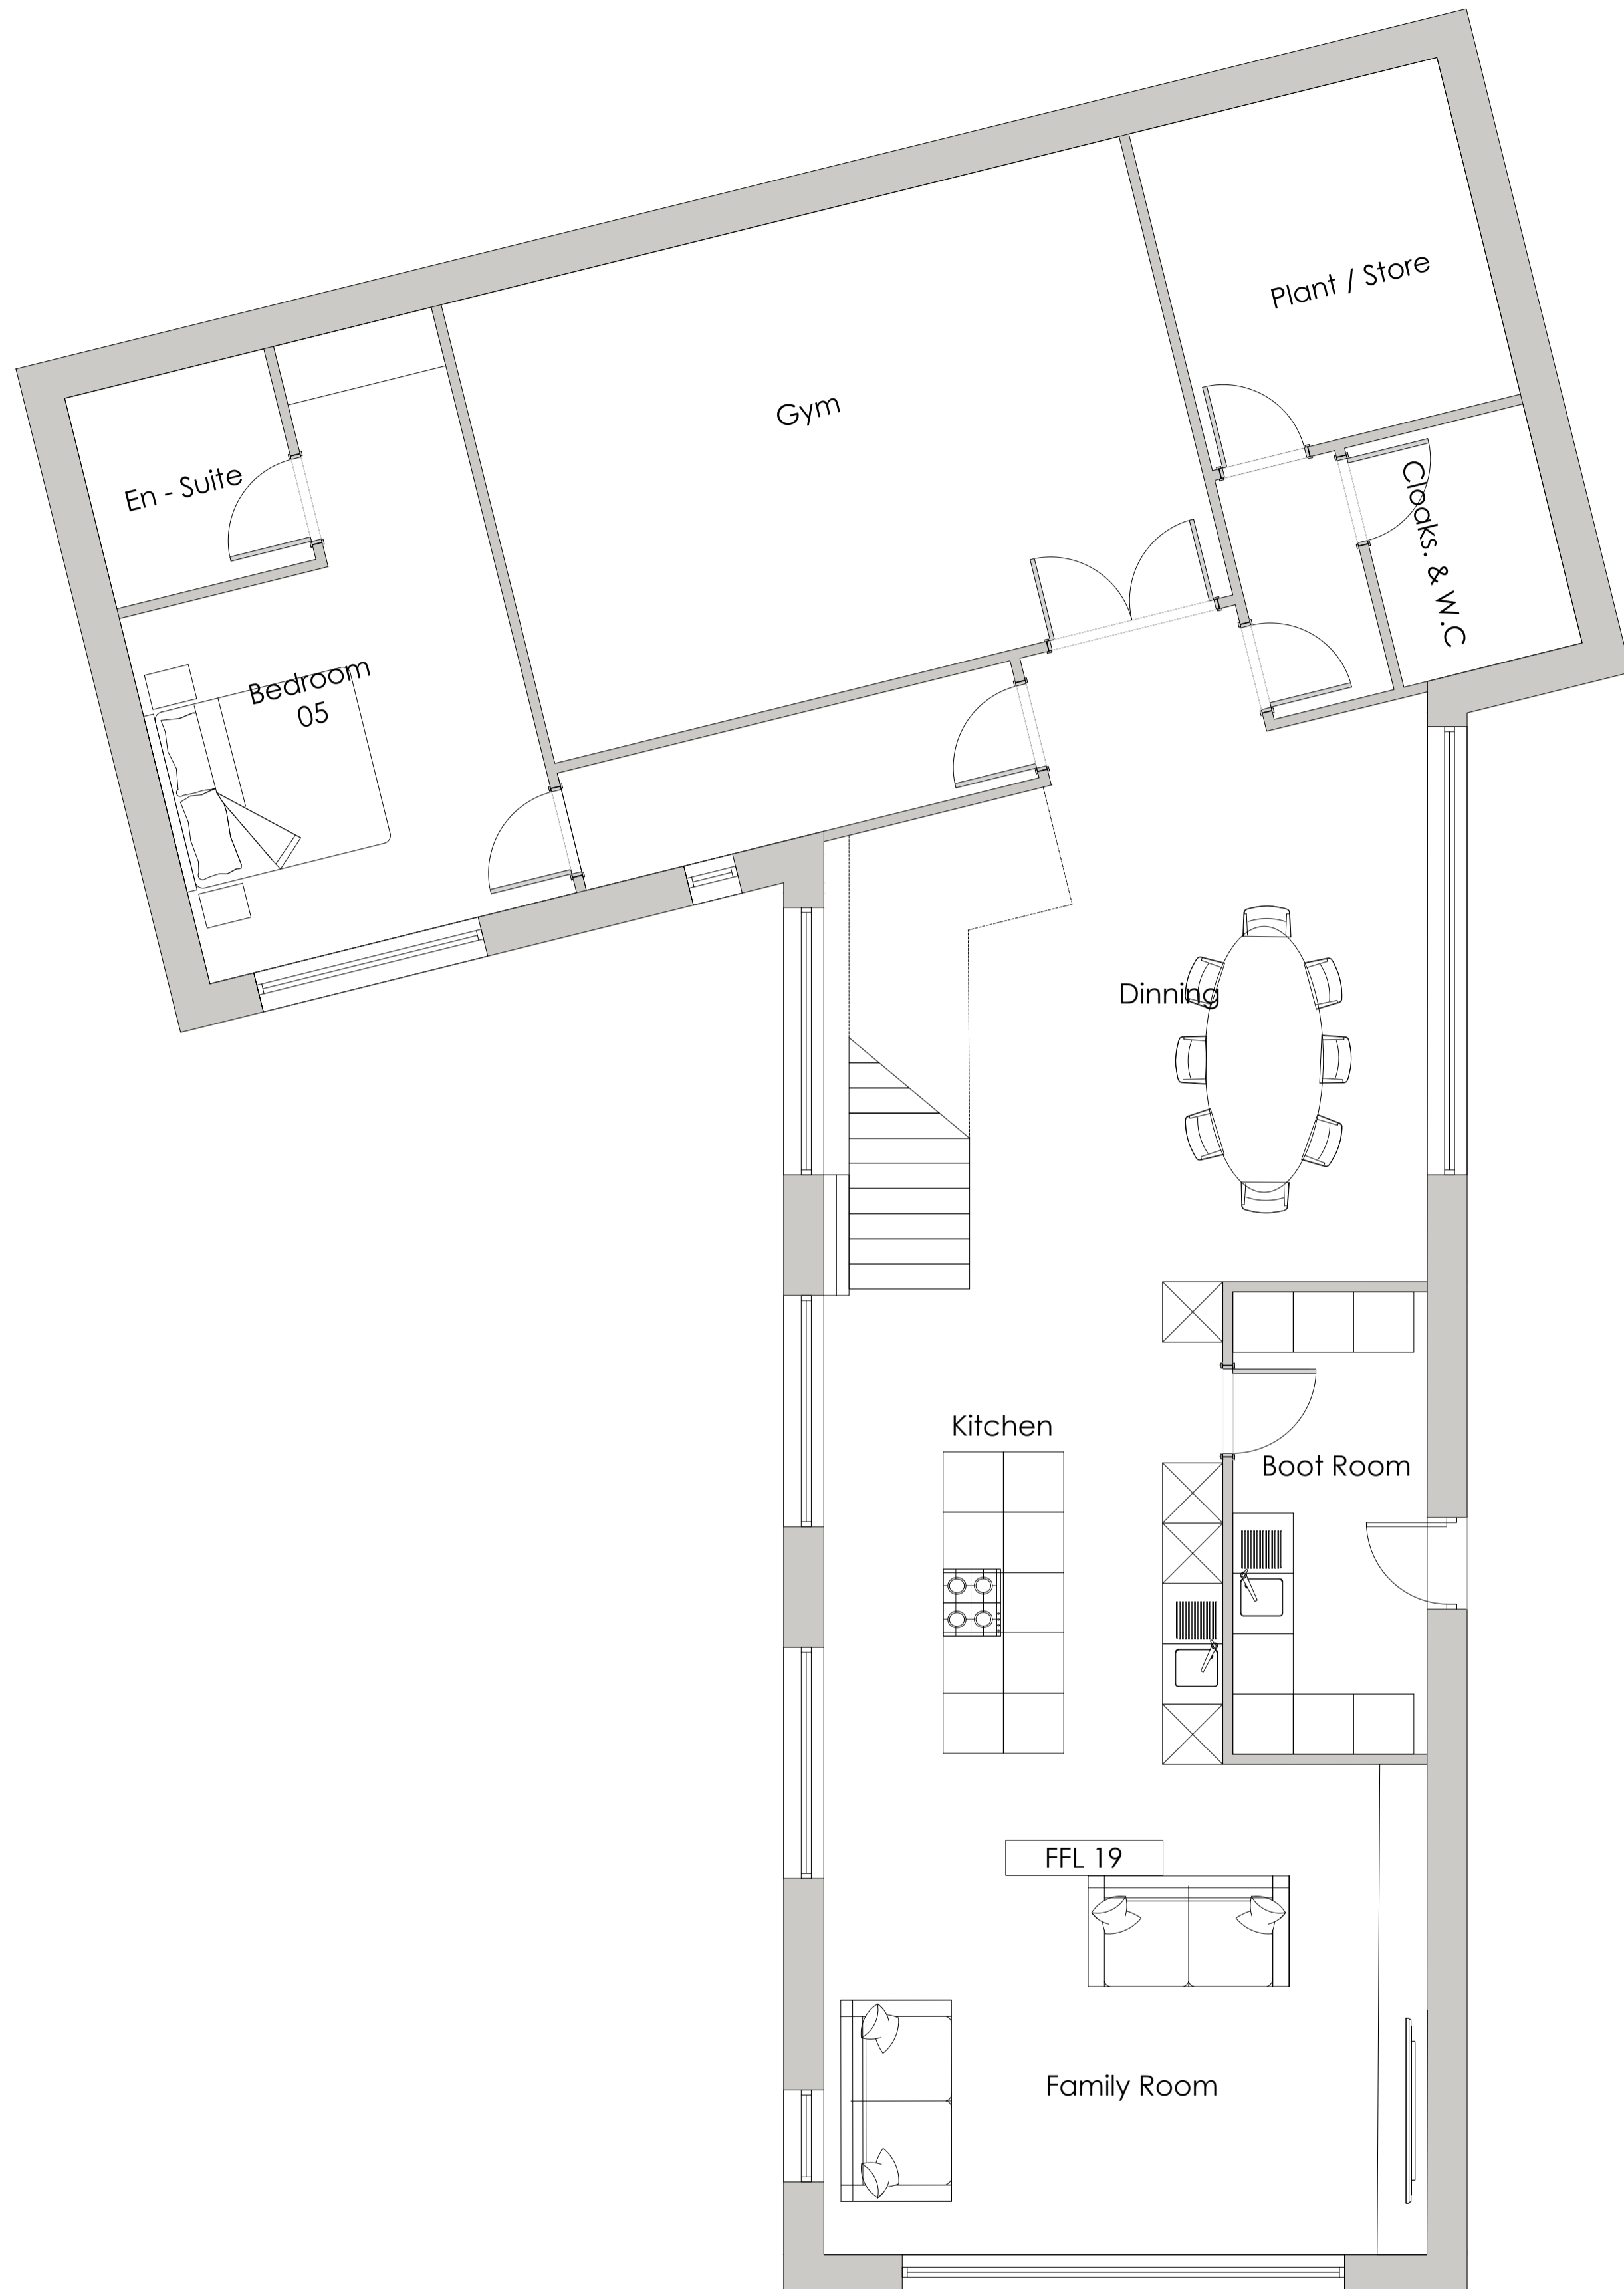 Plant / Store
Gym
En - Suite
Cloaks. & W.C
Bedroom
05
Dinning
Kitchen
Boot Room
FFL 19
Family Room